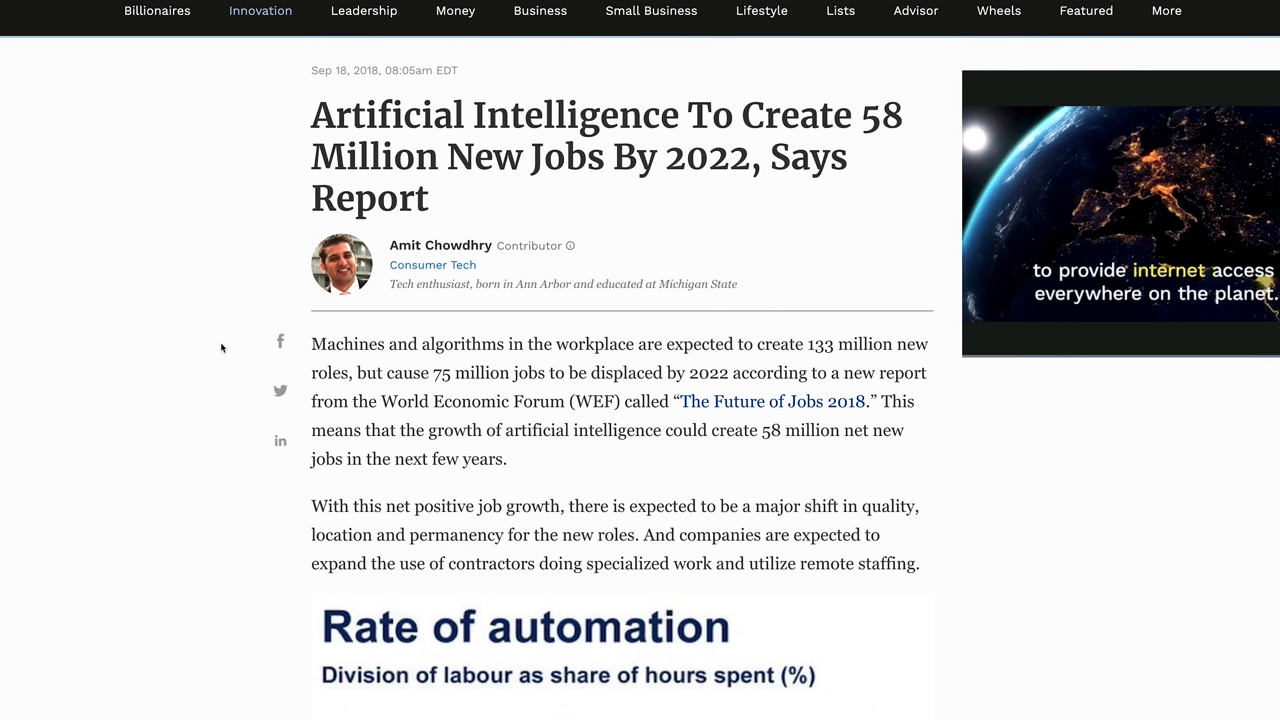 Billionaires Innovation Leadership Money Business Small Business Lifestyle Lists Advisor Wheels Featured More
Sep 18, 2018, 08:05am EDT
Artificial Intelligence To Create 58
Million New Jobs By 2022, Says
Report
Amit Chowdhry Contributor
Consumer Tech
Tech enthusiast, born in Ann Arbor and educated at Michigan State
Machines and algorithms in the workplace are expected to create 133 million new
roles, but cause 75 million jobs to be displaced by 2022 according to a new report
from the World Economic Forum (WEF) called “The Future of Jobs 2018.” This
means that the growth of artificial intelligence could create 58 million net new
jobs in the next few years.
With this net positive job growth, there is expected to be a major shift in quality,
location and permanency for the new roles. And companies are expected to
expand the use of contractors doing specialized work and utilize remote staffing.
Rate of automation
Division of labour as share of hours spent (%)
to provide internet access
everywhere on the planet.